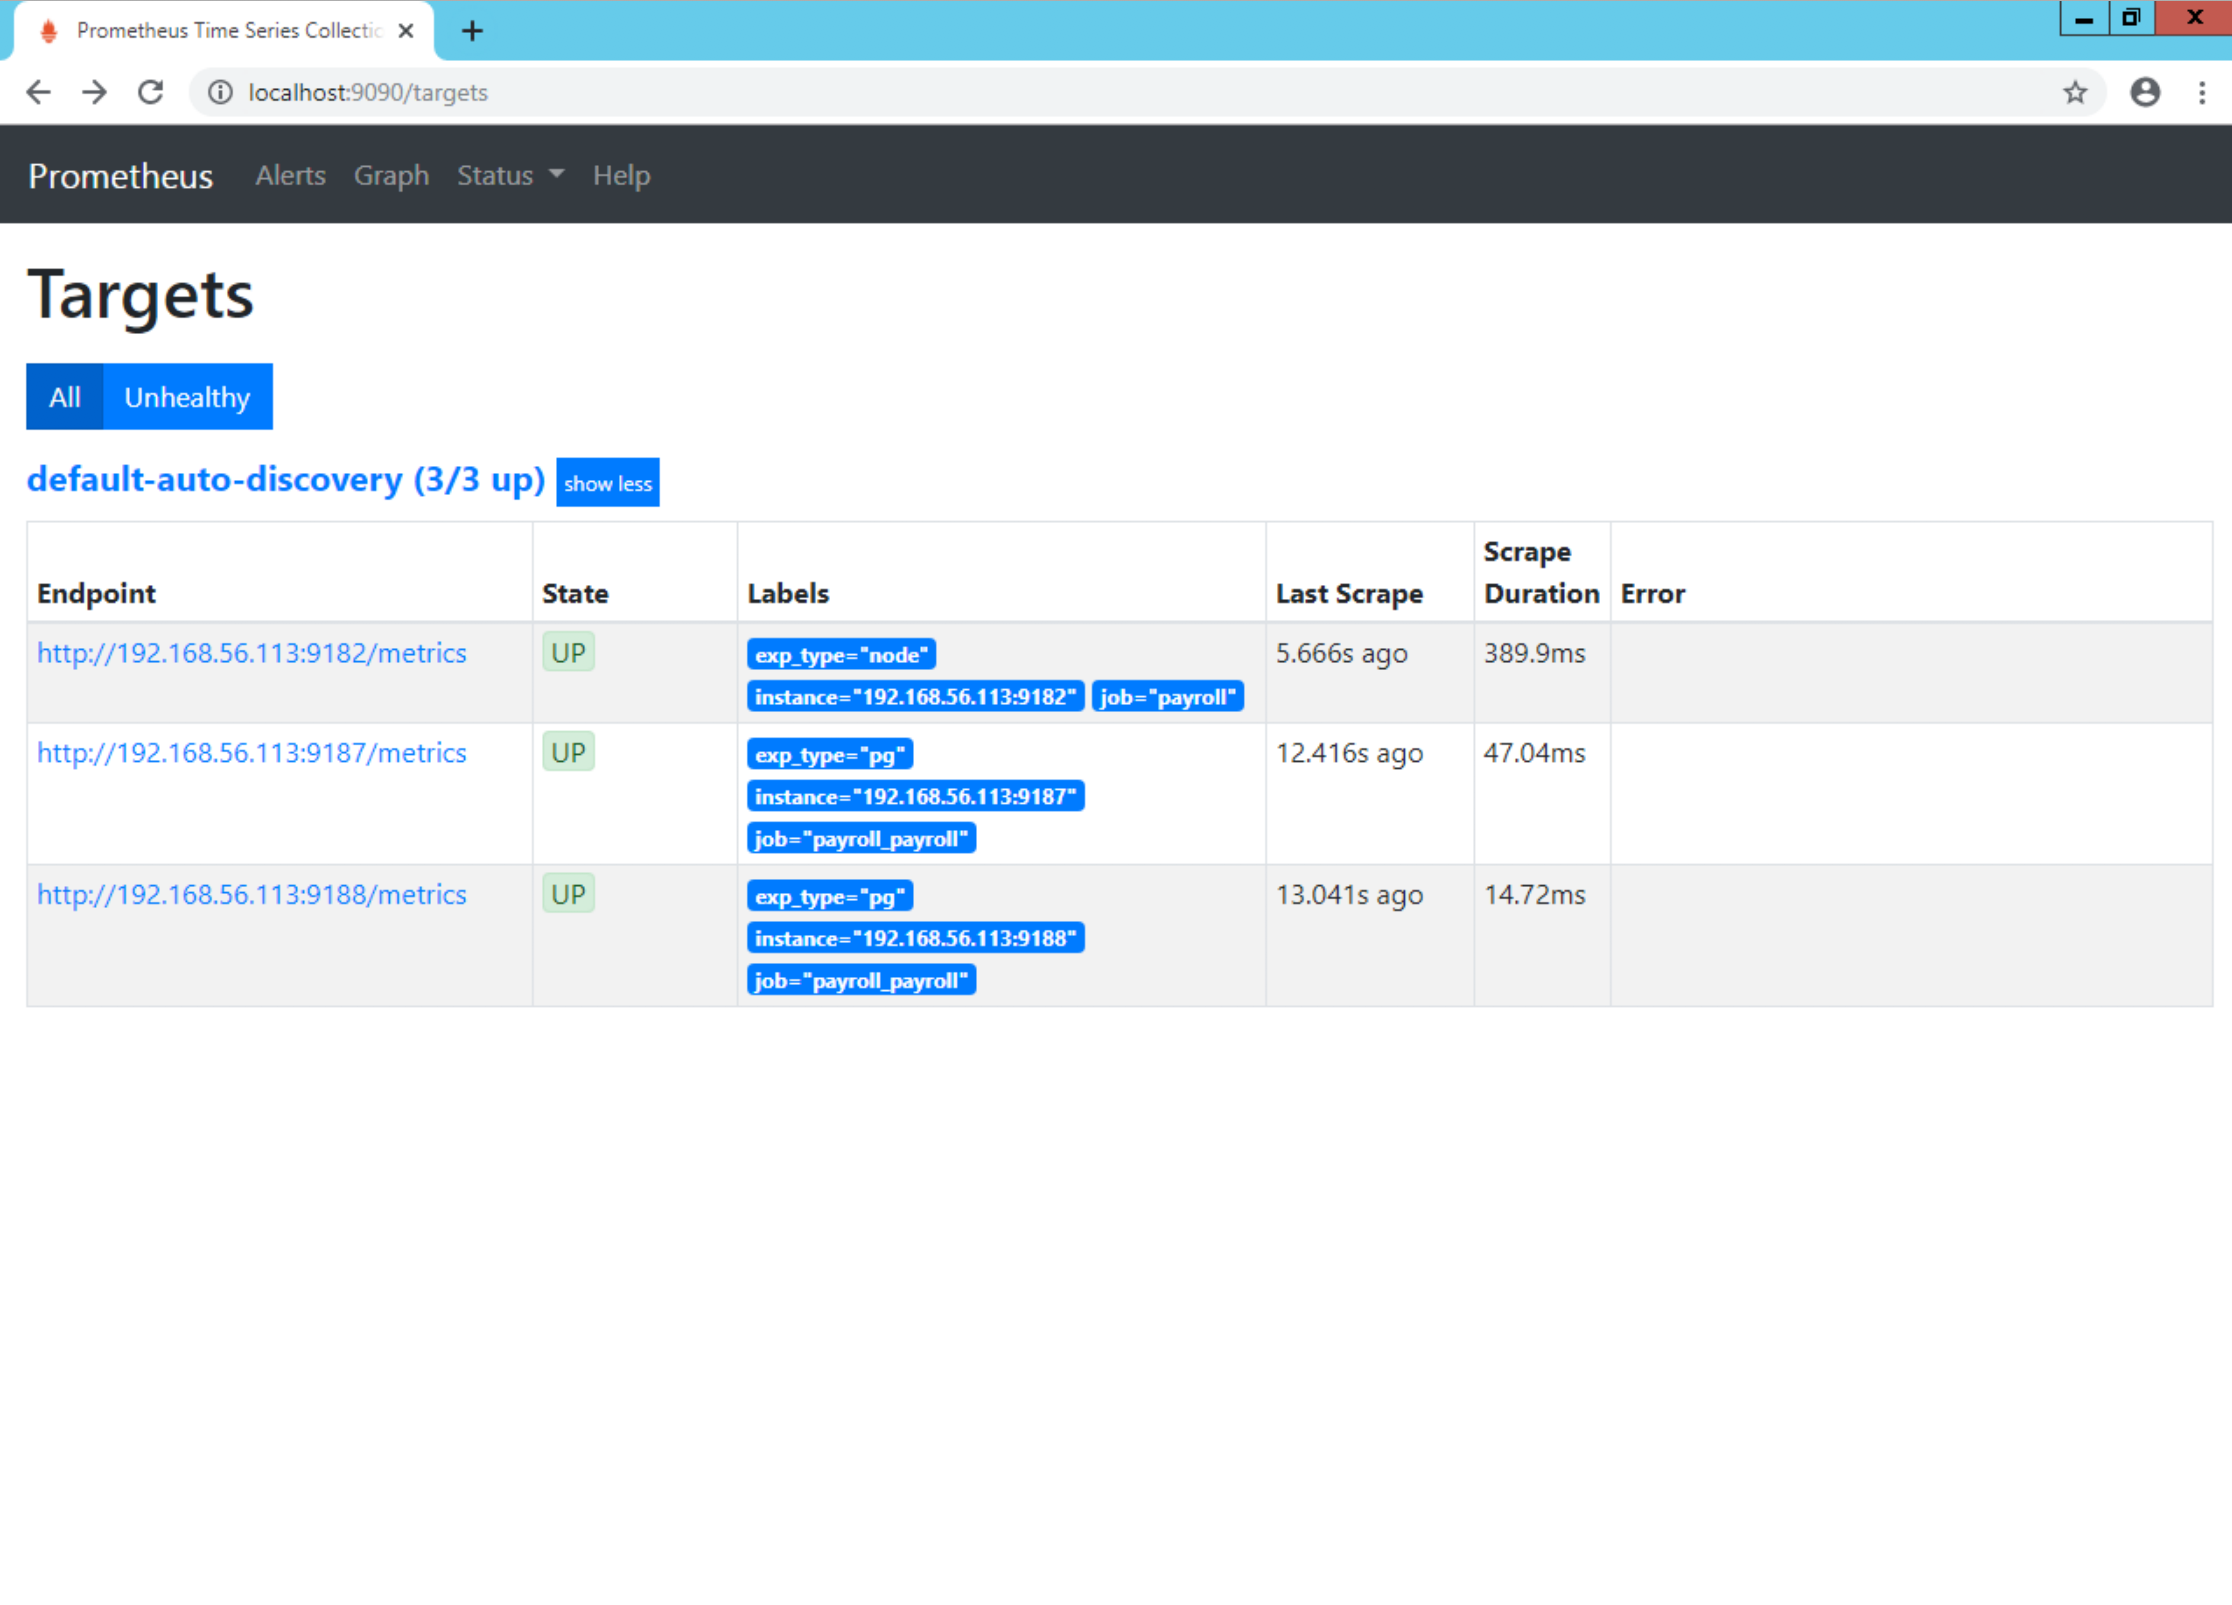 Prometheus Time Series Collectic
localhost:9090/targets
Prometheus Alerts Graph Status Help
Targets
All Unhealthy
default-auto-discovery (3/3 up) show less
Endpoint State Labels Last Scrape Scrape Duration Error
http://192.168.56.113:9182/metrics UP exp_type="node" 5.666s ago 389.9ms
instance="192.168.56.113:9182" job="payroll"
http://192.168.56.113:9187/metrics UP exp_type="pg" 12.416s ago 47.04ms
instance="192.168.56.113:9187"
job="payroll_payroll"
http://192.168.56.113:9188/metrics UP exp_type="pg" 13.041s ago 14.72ms
instance="192.168.56.113:9188"
job="payroll_payroll"